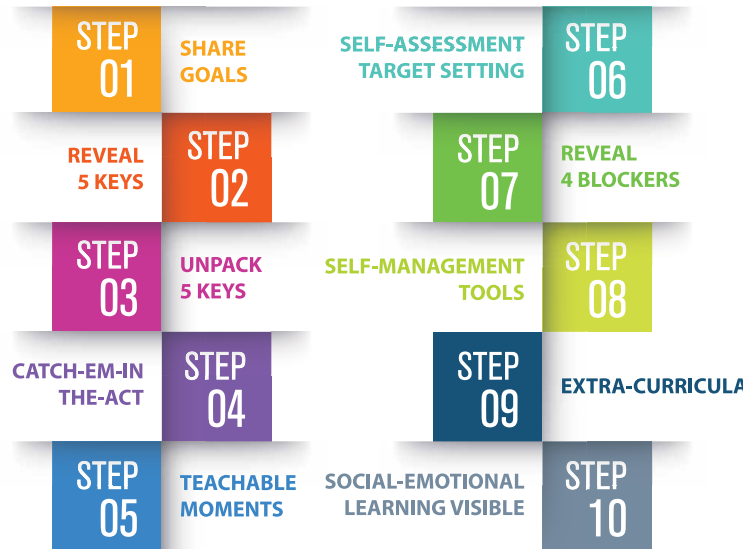 STEP
01
SHARE
GOALS
REVEAL
5 KEYS
STEP
02
STEP
03
UNPACK
5 KEYS
CATCH-EM-IN
THE-ACT
STEP
04
STEP
05
TEACHABLE
MOMENTS
SELF-ASSESSMENT
TARGET SETTING
STEP
06
STEP
07
REVEAL
4 BLOCKERS
SELF-MANAGEMENT
TOOLS
STEP
08
STEP
09
EXTRA-CURRICULA
SOCIAL-EMOTIONAL
LEARNING VISIBLE
STEP
10